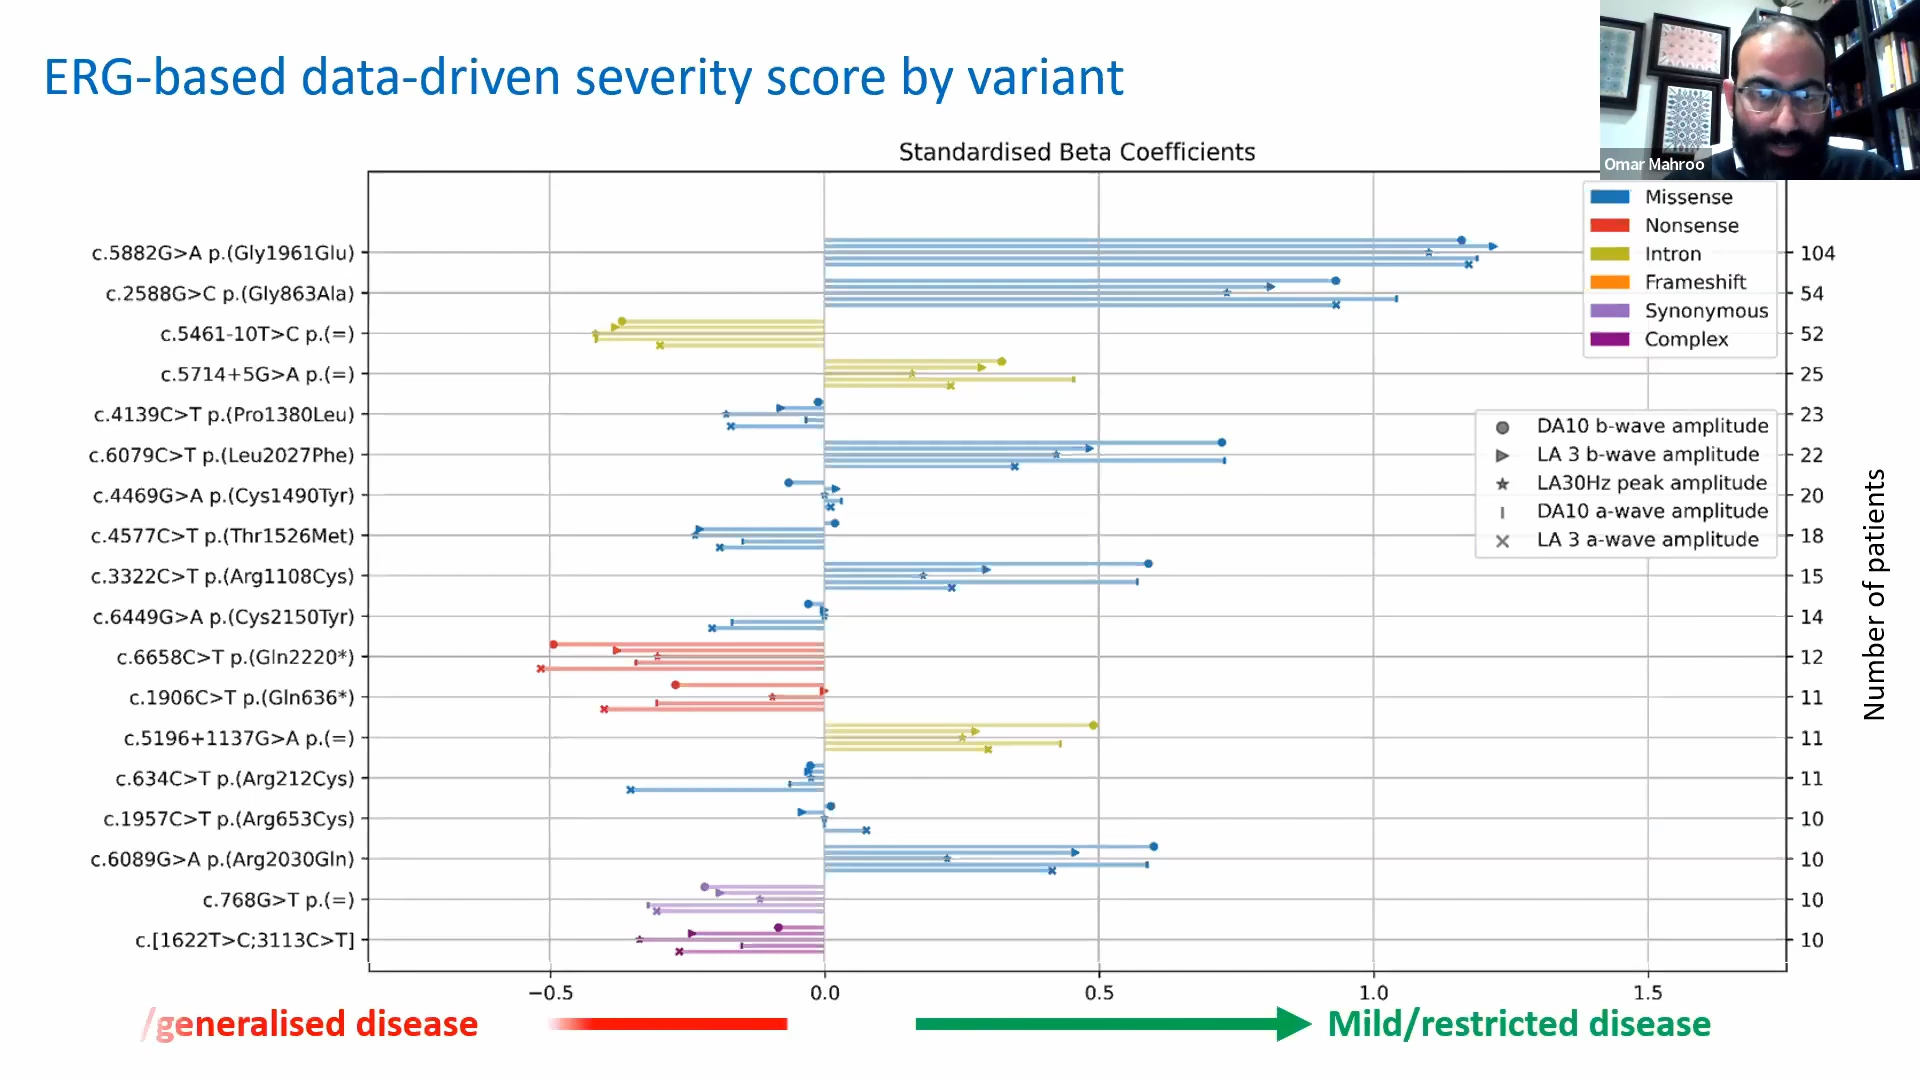 ERG-based data-driven severity score by variant
Omar Mahroo
Standardised Beta Coefficients
Missense
Nonsense
Intron
Frameshift
Synonymous
Complex
DA10 b-wave amplitude
LA 3 b-wave amplitude
LA30Hz peak amplitude
DA10 a-wave amplitude
LA 3 a-wave amplitude
c.5882G>A p.(Gly1961Glu) 104
c.2588G>C p.(Gly863Ala) 54
c.5461-10T>C p.(=) 52
c.5714+5G>A p.(=) 25
c.4139C>T p.(Pro1380Leu) 23
c.6079C>T p.(Leu2027Phe) 22
c.4469G>A p.(Cys1490Tyr) 20
c.4577C>T p.(Thr1526Met) 18
c.3322C>T p.(Arg1108Cys) 15
c.6449G>A p.(Cys2150Tyr) 14
c.6658C>T p.(Gln2220*) 12
c.1906C>T p.(Gln636*) 11
c.5196+1137G>A p.(=) 11
c.634C>T p.(Arg212Cys) 11
c.1957C>T p.(Arg653Cys) 10
c.6089G>A p.(Arg2030Gln) 10
c.768G>T p.(=) 10
c.[1622T>C;3113C>T] 10
Number of patients
−0.5 0.0 0.5 1.0 1.5
/generalised disease
Mild/restricted disease